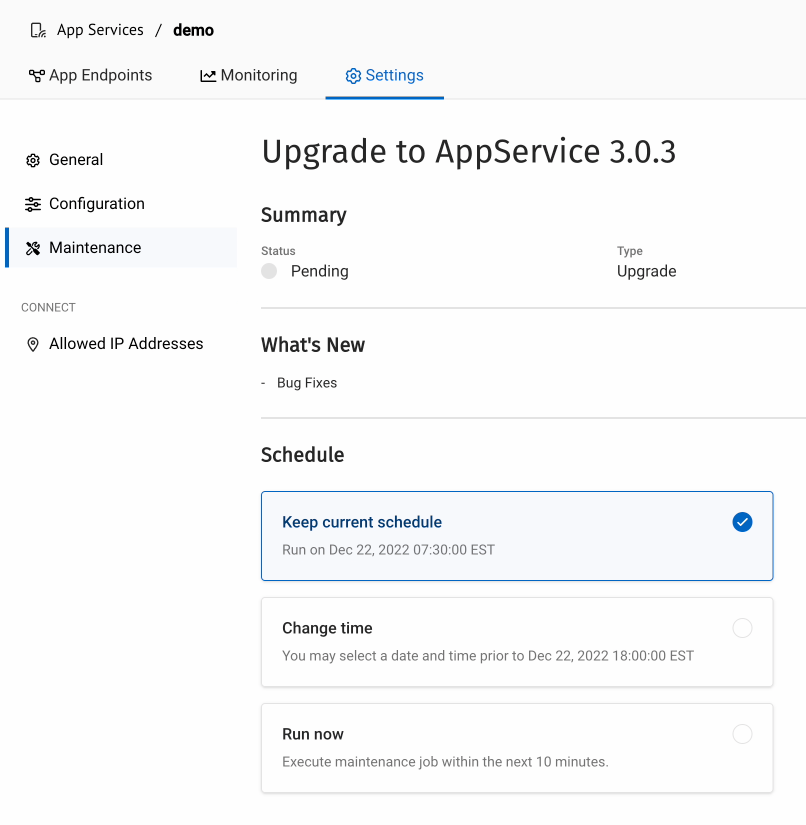 App Services / demo
App Endpoints Monitoring Settings
General
Configuration
Maintenance
CONNECT
Allowed IP Addresses
Upgrade to AppService 3.0.3
Summary
Status Type
Pending Upgrade
What's New
- Bug Fixes
Schedule
Keep current schedule
Run on Dec 22, 2022 07:30:00 EST
Change time
You may select a date and time prior to Dec 22, 2022 18:00:00 EST
Run now
Execute maintenance job within the next 10 minutes.